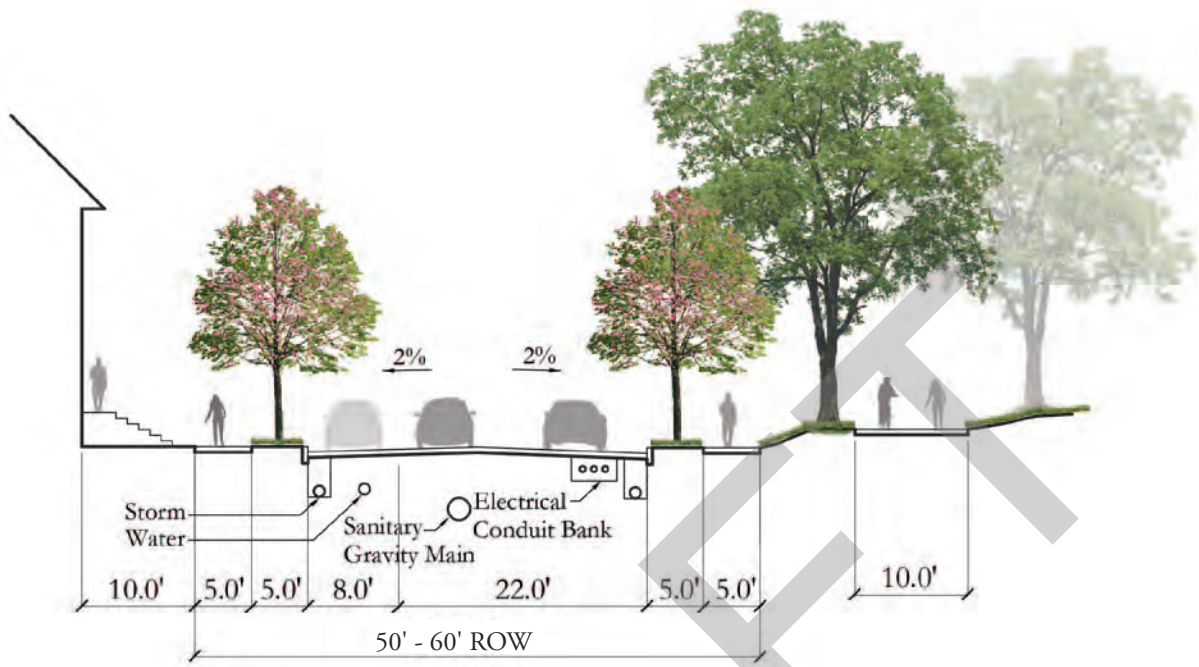 2%
2%
Storm
Water
Sanitary
Gravity Main
Electrical
Conduit Bank
10.0'
5.0'
5.0'
8.0'
22.0'
5.0'
5.0'
10.0'
50' - 60' ROW